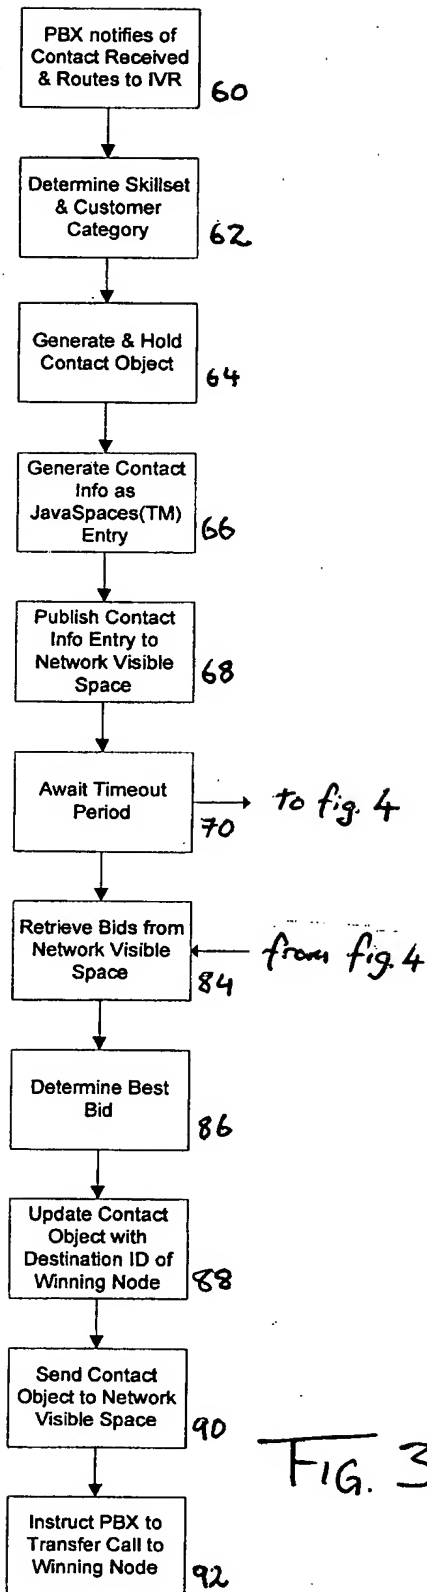 PBX notifies of
Contact Received
& Routes to IVR
60
Determine Skillset
& Customer
Category
62
Generate & Hold
Contact Object
64
Generate Contact
Info as
JavaSpaces(TM)
Entry
66
Publish Contact
Info Entry to
Network Visible
Space
68
Await Timeout
Period
70
to fig. 4
Retrieve Bids from
Network Visible
Space
84
from fig. 4
Determine Best
Bid
86
Update Contact
Object with
Destination ID of
Winning Node
88
Send Contact
Object to Network
Visible Space
90
FIG. 3
Instruct PBX to
Transfer Call to
Winning Node
92